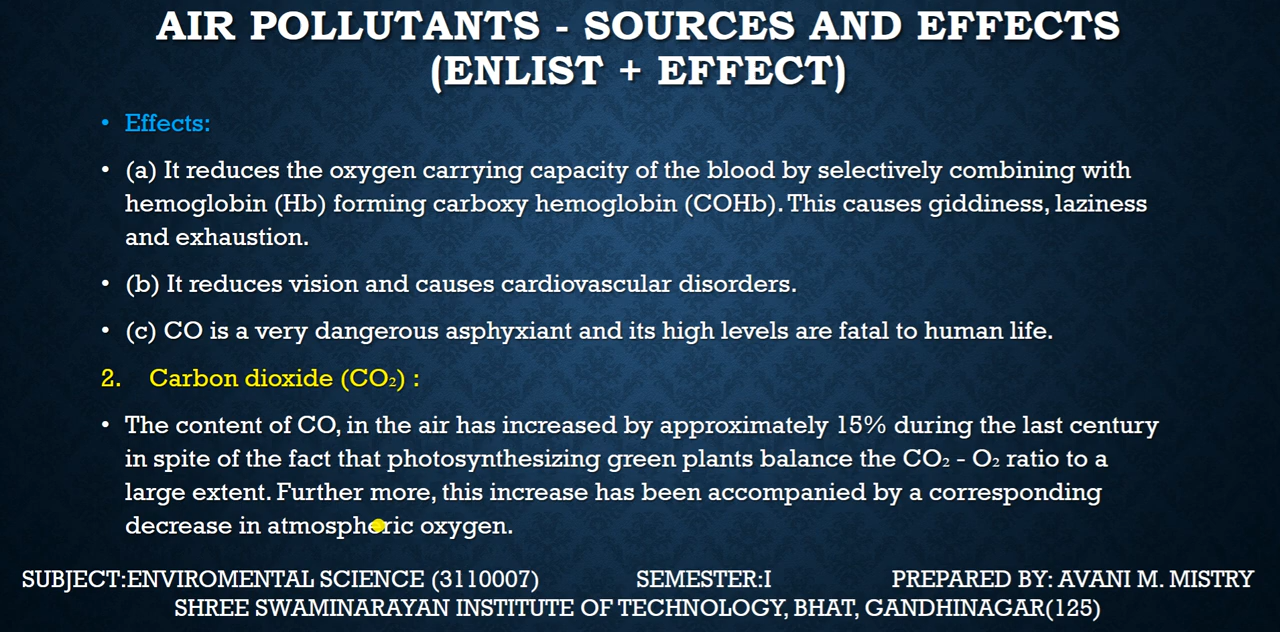 AIR POLLUTANTS - SOURCES AND EFFECTS
(ENLIST + EFFECT)
• Effects:
• (a) It reduces the oxygen carrying capacity of the blood by selectively combining with
hemoglobin (Hb) forming carboxy hemoglobin (COHb). This causes giddiness, laziness
and exhaustion.
• (b) It reduces vision and causes cardiovascular disorders.
• (c) CO is a very dangerous asphyxiant and its high levels are fatal to human life.
2. Carbon dioxide (CO₂) :
• The content of CO, in the air has increased by approximately 15% during the last century
in spite of the fact that photosynthesizing green plants balance the CO₂ - O₂ ratio to a
large extent. Further more, this increase has been accompanied by a corresponding
decrease in atmospheric oxygen.
SUBJECT:ENVIROMENTAL SCIENCE (3110007) SEMESTER:I PREPARED BY: AVANI M. MISTRY
SHREE SWAMINARAYAN INSTITUTE OF TECHNOLOGY, BHAT, GANDHINAGAR(125)